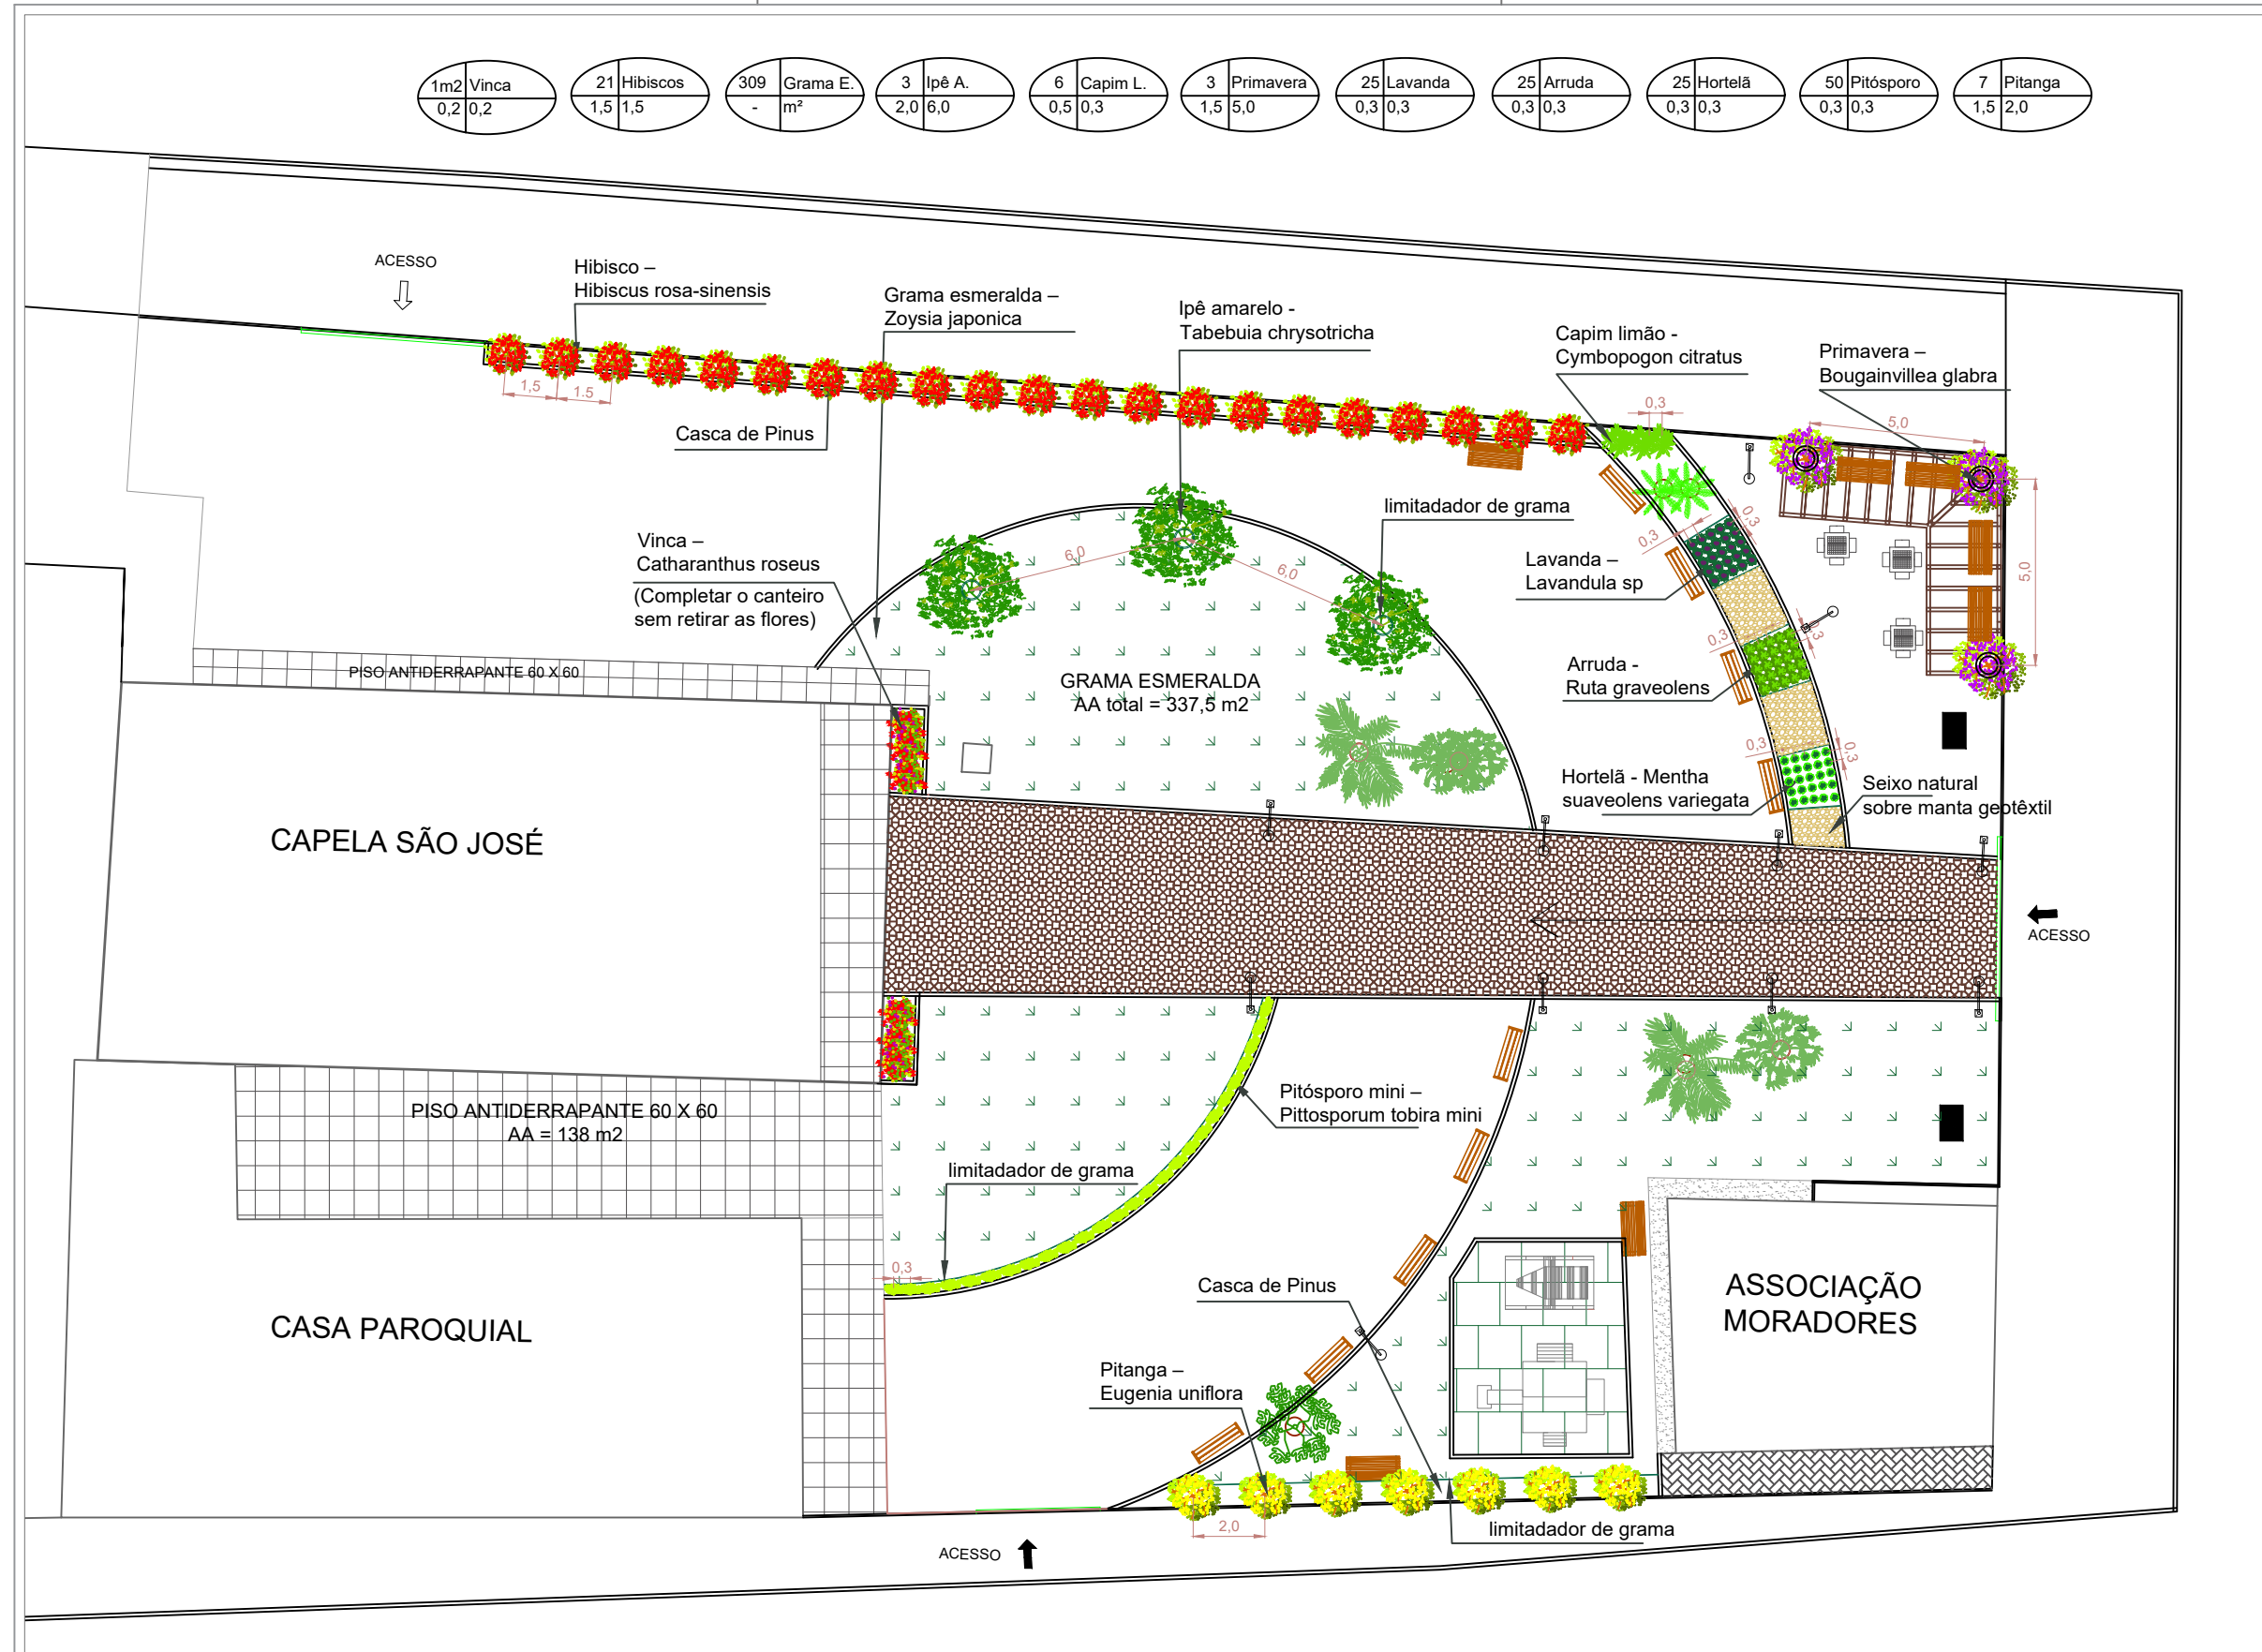 1m2 Vinca
0,2 0,2
21 Hibiscos
1,5 1,5
309 Grama E.
- m²
3 Ipê A.
2,0 6,0
6 Capim L.
0,5 0,3
3 Primavera
1,5 5,0
25 Lavanda
0,3 0,3
25 Arruda
0,3 0,3
25 Hortelã
0,3 0,3
50 Pitósporo
0,3 0,3
7 Pitanga
1,5 2,0
ACESSO
Hibisco –
Hibiscus rosa-sinensis
Grama esmeralda –
Zoysia japonica
Ipê amarelo -
Tabebuia chrysotricha
Capim limão -
Cymbopogon citratus
Primavera –
Bougainvillea glabra
1,5
1.5
0,3
5,0
Casca de Pinus
limitadador de grama
Vinca –
Catharanthus roseus
(Completar o canteiro
sem retirar as flores)
6,0
6,0
0,3
0,3
Lavanda –
Lavandula sp
5,0
0,3
0,3
Arruda -
Ruta graveolens
PISO ANTIDERRAPANTE 60 X 60
GRAMA ESMERALDA
AA total = 337,5 m2
0,3
0,3
Hortelã - Mentha
suaveolens variegata
Seixo natural
sobre manta geotêxtil
CAPELA SÃO JOSÉ
ACESSO
Pitósporo mini –
Pittosporum tobira mini
PISO ANTIDERRAPANTE 60 X 60
AA = 138 m2
limitadador de grama
0,3
Casca de Pinus
ASSOCIAÇÃO
MORADORES
CASA PAROQUIAL
Pitanga –
Eugenia uniflora
2,0
limitadador de grama
ACESSO